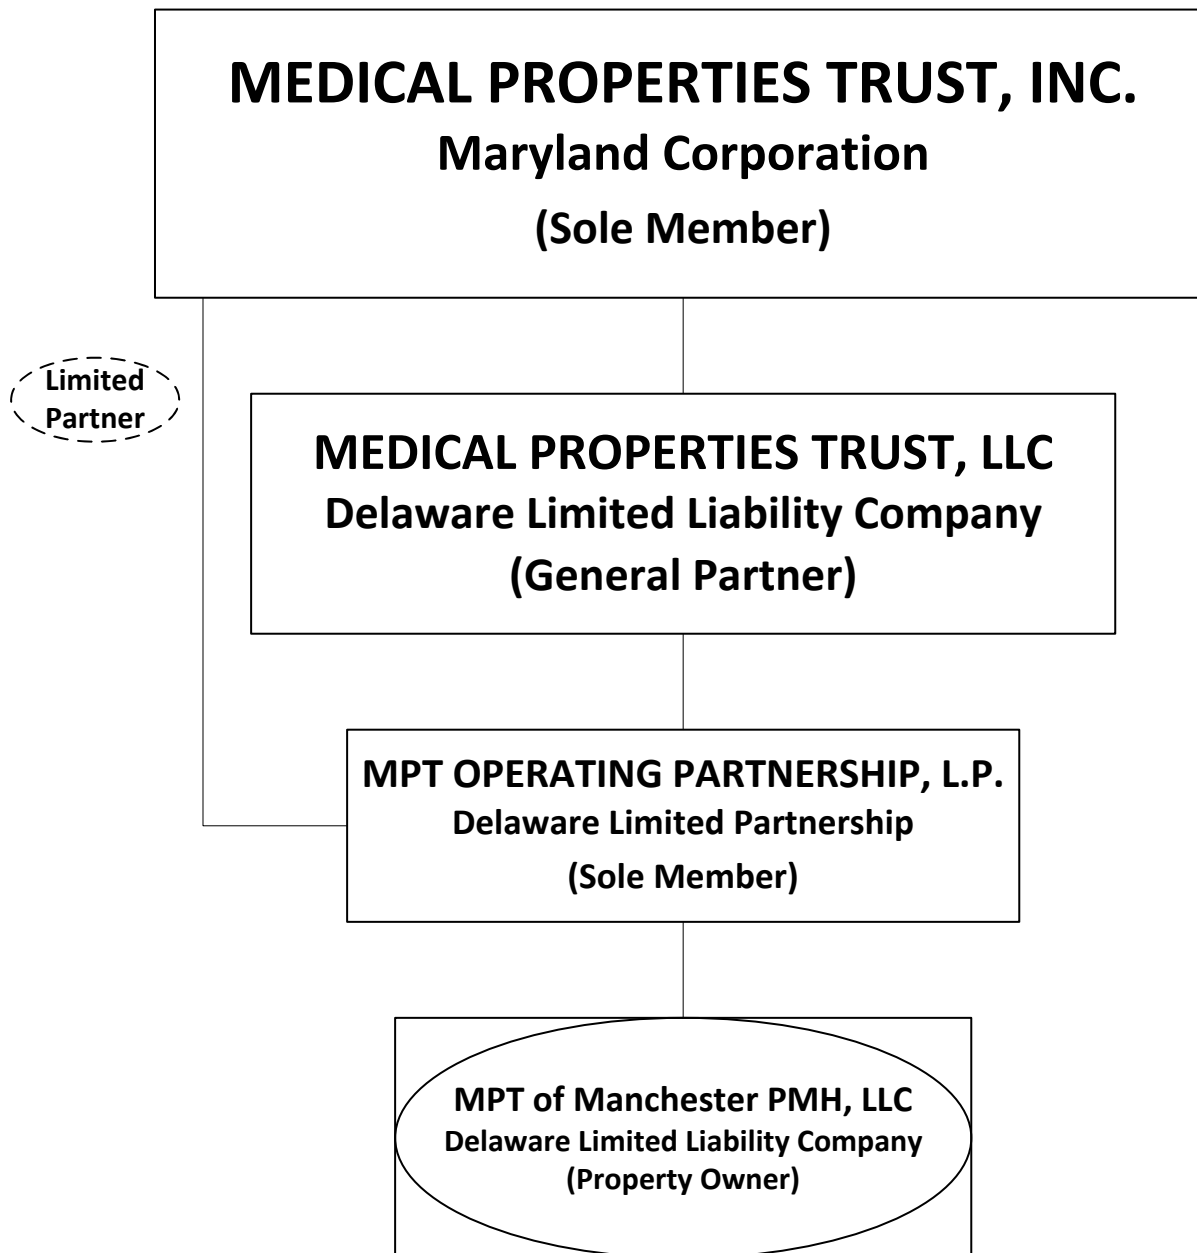 MEDICAL PROPERTIES TRUST, INC.
Maryland Corporation
(Sole Member)
Limited
Partner
MEDICAL PROPERTIES TRUST, LLC
Delaware Limited Liability Company
(General Partner)
MPT OPERATING PARTNERSHIP, L.P.
Delaware Limited Partnership
(Sole Member)
MPT of Manchester PMH, LLC
Delaware Limited Liability Company
(Property Owner)